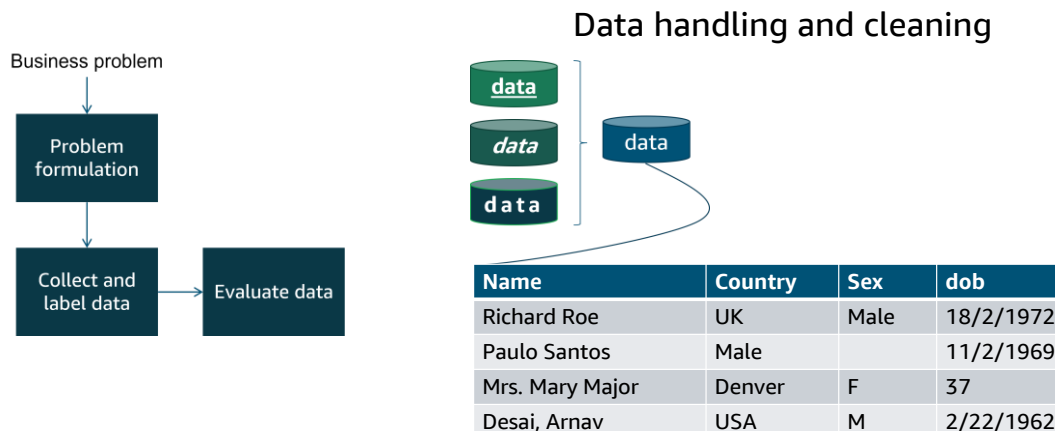 Data handling and cleaning
Business problem
Problem
formulation
Collect and
label data
Evaluate data
data
data
data
data
Name Country Sex dob
Richard Roe UK Male 18/2/1972
Paulo Santos Male 11/2/1969
Mrs. Mary Major Denver F 37
Desai, Arnav USA M 2/22/1962